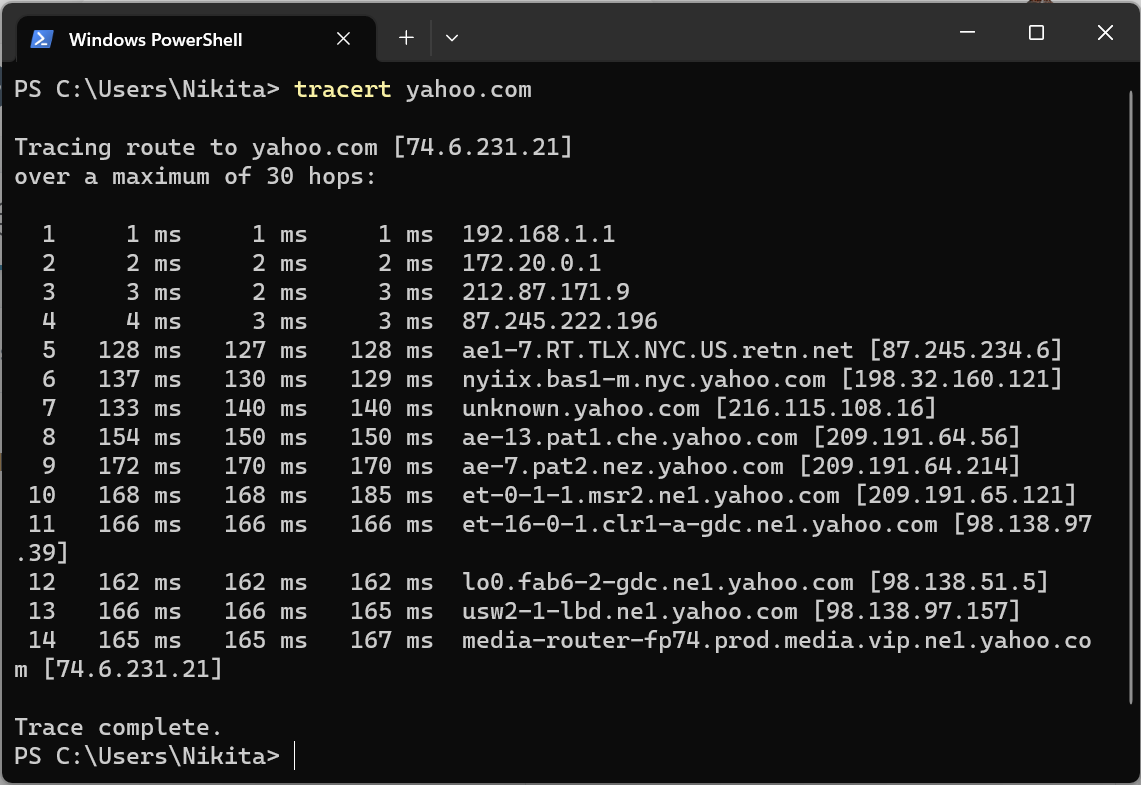 Windows PowerShell
PS C:\Users\Nikita> tracert yahoo.com
Tracing route to yahoo.com [74.6.231.21]
over a maximum of 30 hops:
1 1 ms 1 ms 1 ms 192.168.1.1
2 2 ms 2 ms 2 ms 172.20.0.1
3 3 ms 2 ms 3 ms 212.87.171.9
4 4 ms 3 ms 3 ms 87.245.222.196
5 128 ms 127 ms 128 ms ae1-7.RT.TLX.NYC.US.retn.net [87.245.234.6]
6 137 ms 130 ms 129 ms nyiix.bas1-m.nyc.yahoo.com [198.32.160.121]
7 133 ms 140 ms 140 ms unknown.yahoo.com [216.115.108.16]
8 154 ms 150 ms 150 ms ae-13.pat1.che.yahoo.com [209.191.64.56]
9 172 ms 170 ms 170 ms ae-7.pat2.nez.yahoo.com [209.191.64.214]
10 168 ms 168 ms 185 ms et-0-1-1.msr2.ne1.yahoo.com [209.191.65.121]
11 166 ms 166 ms 166 ms et-16-0-1.clr1-a-gdc.ne1.yahoo.com [98.138.97
.39]
12 162 ms 162 ms 162 ms lo0.fab6-2-gdc.ne1.yahoo.com [98.138.51.5]
13 166 ms 166 ms 165 ms usw2-1-lbd.ne1.yahoo.com [98.138.97.157]
14 165 ms 165 ms 167 ms media-router-fp74.prod.media.vip.ne1.yahoo.co
m [74.6.231.21]
Trace complete.
PS C:\Users\Nikita>